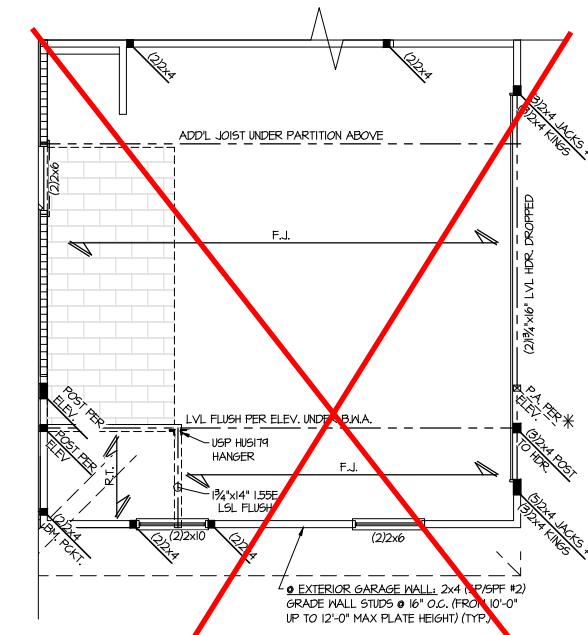 (2)2x4
(2)2x4
(3)2x4 JACKS +
(3)2x4 KINGS
ADD'L JOIST UNDER PARTITION ABOVE
(2)2x6
F.J.
(2)1¾"x16" LVL HDR. DROPPED
POST PER
ELEV.
P.A. PER
ELEV.
LVL FLUSH PER ELEV. UNDER B.W.A.
POST PER
ELEV
USP HUS179
HANGER
(3)2x4 POST
TO HDR.
R.T.
F.J.
1¾"x14" 1.55E
LSL FLUSH
(5)2x4 JACKS +
(3)2x4 KINGS
(2)2x4
BM. PCKT.
(2)2x4
(2)2x10
(2)2x4
(2)2x6
@ EXTERIOR GARAGE WALL: 2x4 (SP/SPF #2)
GRADE WALL STUDS @ 16" O.C. (FROM 10'-0"
UP TO 12'-0" MAX PLATE HEIGHT) (TYP.)